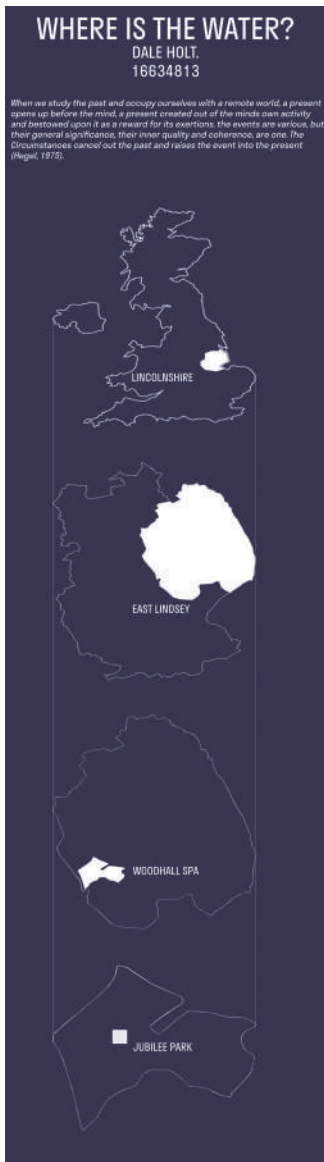 WHERE IS THE WATER?
DALE HOLT.
16634813
When we study the past and occupy ourselves with a remote world, a present
opens up before the mind, a present created out of the minds own activity
and bestowed upon it as a reward for its exertions, the events are various, but
their general significance, their inner quality and coherence, are one. The
Circumstances cancel out the past and raises the event into the present
(Hegel, 1975).
LINCOLNSHIRE
EAST LINDSEY
WOODHALL SPA
JUBILEE PARK